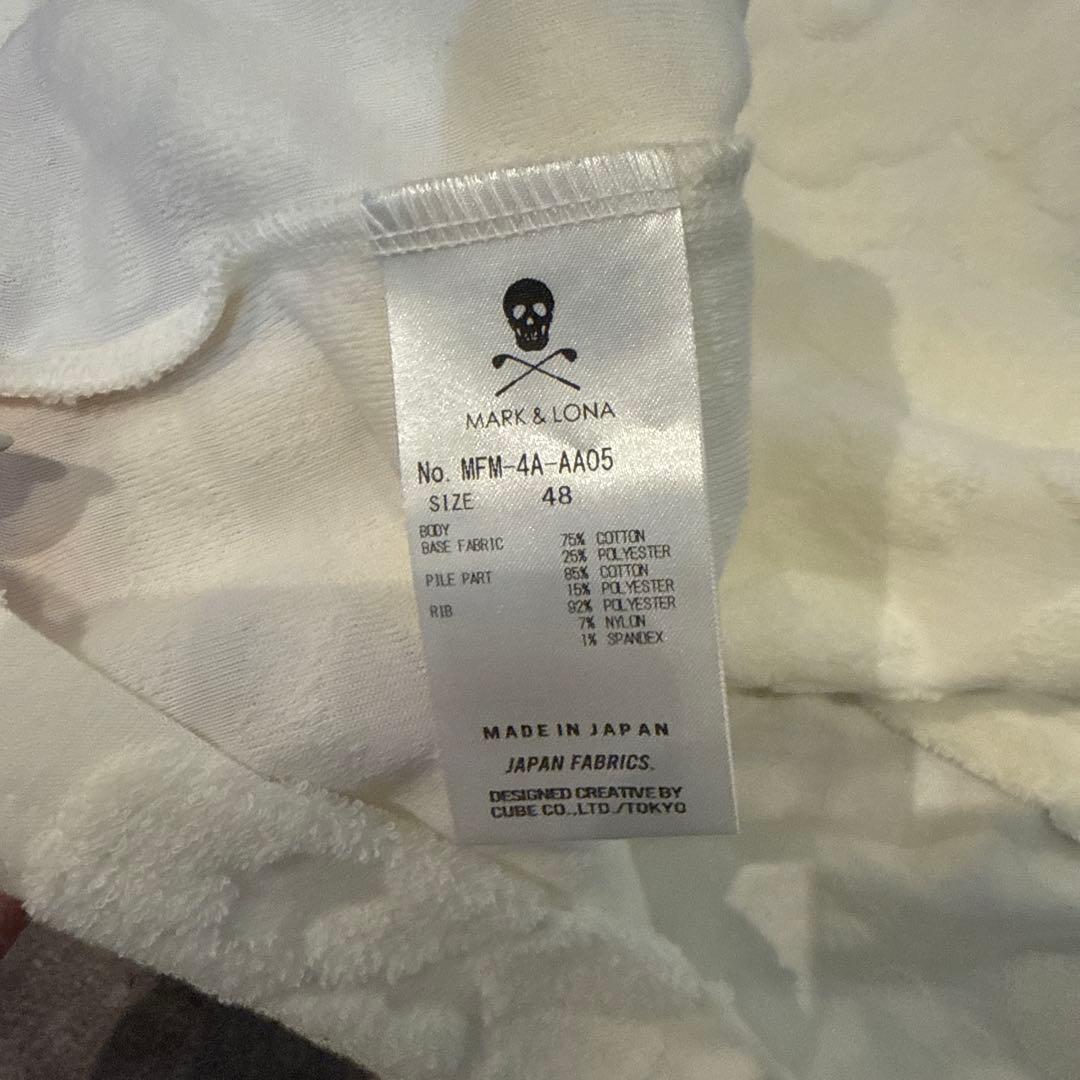 MARK & LONA
No. MFM-4A-AA05
SIZE 48
BODY
BASE FABRIC 75% COTTON
25% POLYESTER
PILE PART 85% COTTON
15% POLYESTER
RIB 92% POLYESTER
7% NYLON
1% SPANDEX
MADE IN JAPAN
JAPAN FABRICS.
DESIGNED CREATIVE BY
CUBE CO.,LTD./TOKYO